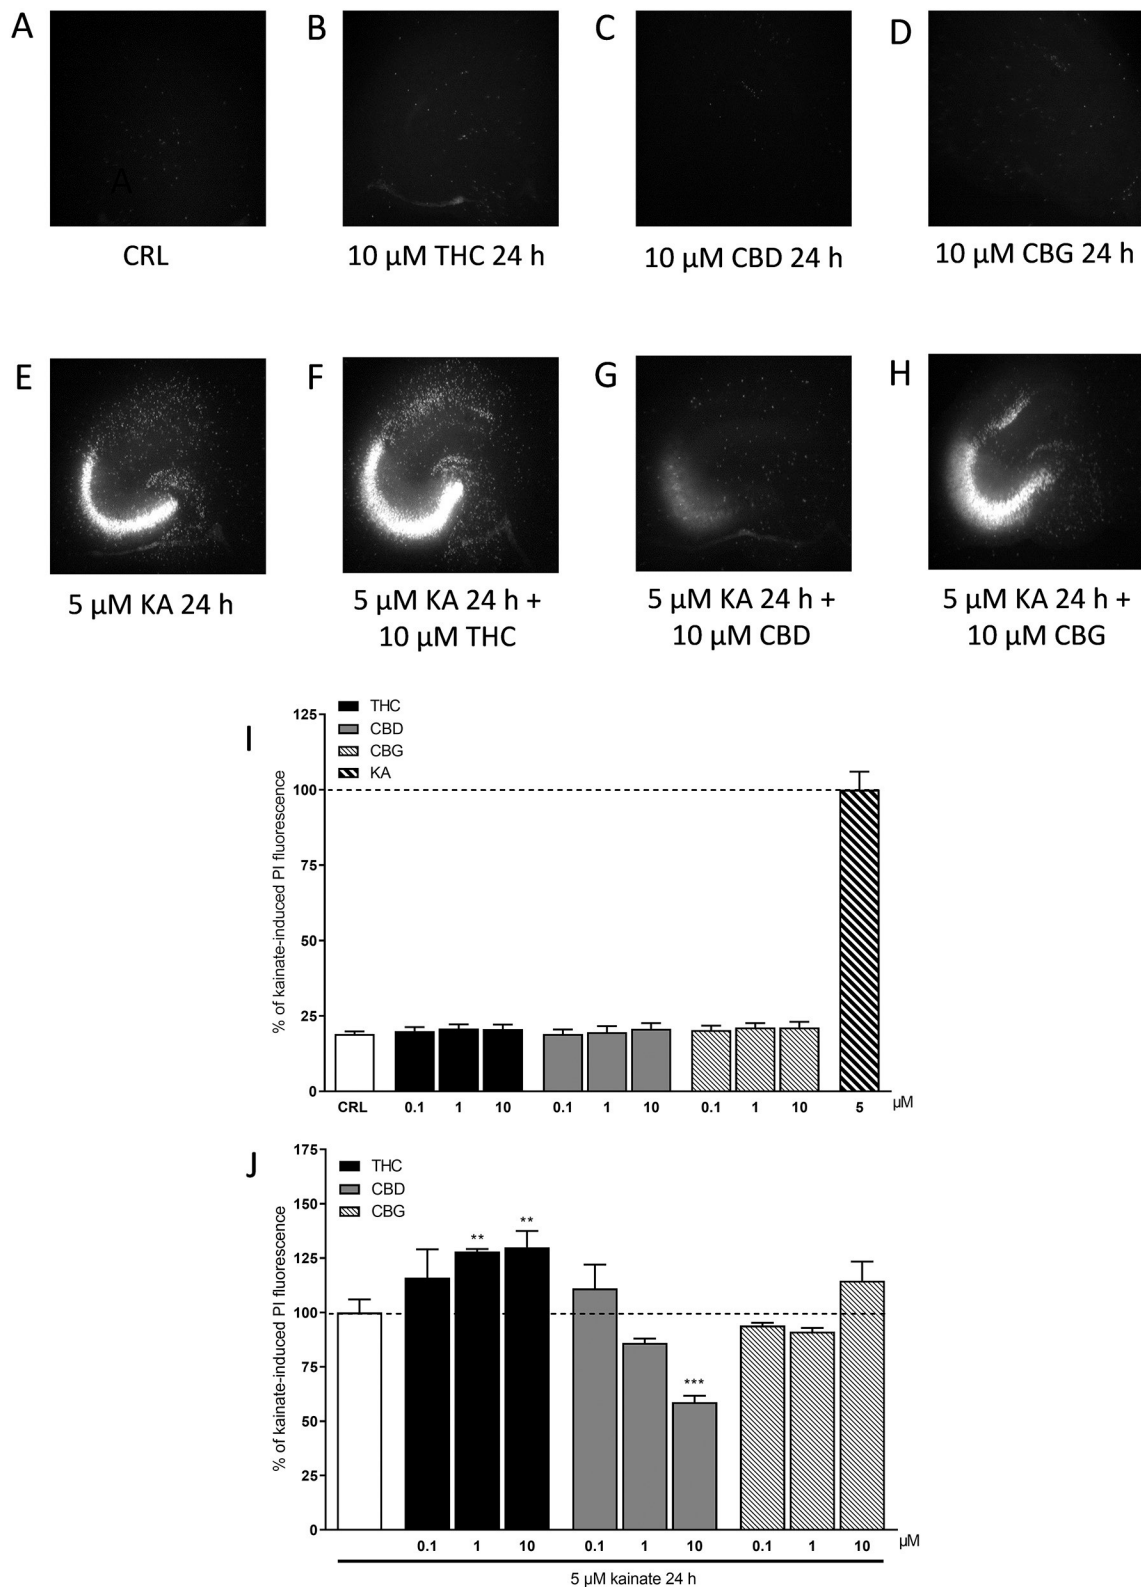 A
B
C
D
A
CRL
10 µM THC 24 h
10 µM CBD 24 h
10 µM CBG 24 h
E
F
G
H
5 µM KA 24 h
5 µM KA 24 h +
10 µM THC
5 µM KA 24 h +
10 µM CBD
5 µM KA 24 h +
10 µM CBG
I
THC
CBD
CBG
KA
% of kainate-induced PI fluorescence
125
100
75
50
25
0
CRL 0.1 1 10 0.1 1 10 0.1 1 10 5 µM
J
THC
CBD
CBG
% of kainate-induced PI fluorescence
175
150
125
100
75
50
25
0
** ** ***
0.1 1 10 0.1 1 10 0.1 1 10 µM
5 µM kainate 24 h